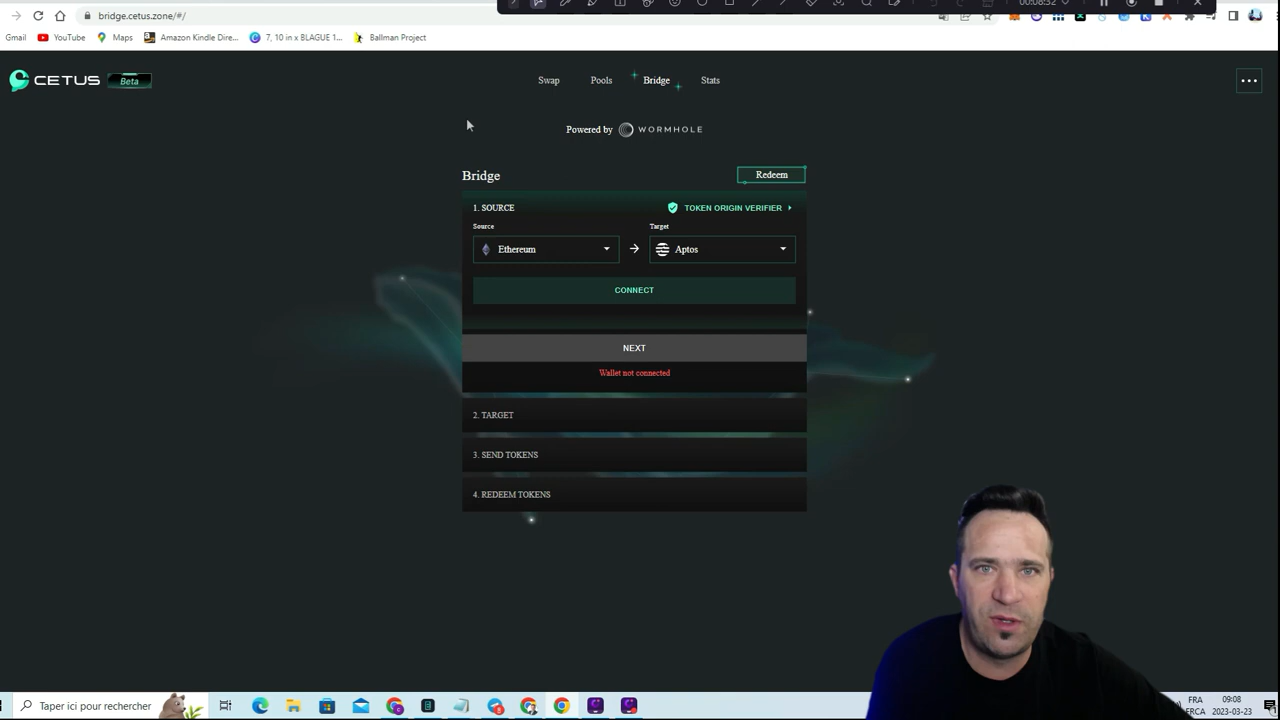 00:08:32
bridge.cetus.zone/#/
Gmail YouTube Maps Amazon Kindle Dire... 7, 10 in x BLAGUE 1... Ballman Project
CETUS Beta Swap Pools Bridge Stats
Powered by WORMHOLE
Bridge Redeem
1. SOURCE TOKEN ORIGIN VERIFIER
Source Target
Ethereum Aptos
CONNECT
NEXT
Wallet not connected
2. TARGET
3. SEND TOKENS
4. REDEEM TOKENS
Taper ici pour rechercher
FRA 09:08
FRCA 2023-03-23